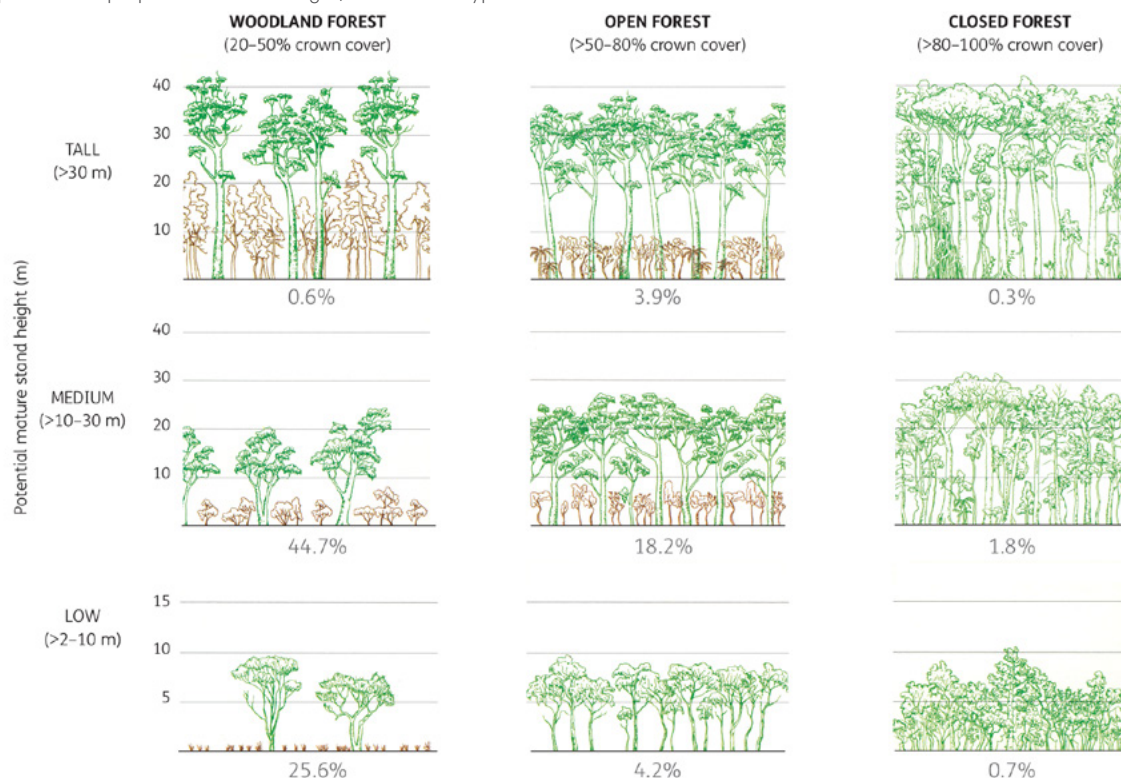 WOODLAND FOREST
(20–50% crown cover)
OPEN FOREST
(>50–80% crown cover)
CLOSED FOREST
(>80–100% crown cover)
Potential mature stand height (m)
TALL
(>30 m)
40
30
20
10
0.6%
3.9%
0.3%
MEDIUM
(>10–30 m)
40
30
20
10
44.7%
18.2%
1.8%
LOW
(>2–10 m)
15
10
5
25.6%
4.2%
0.7%